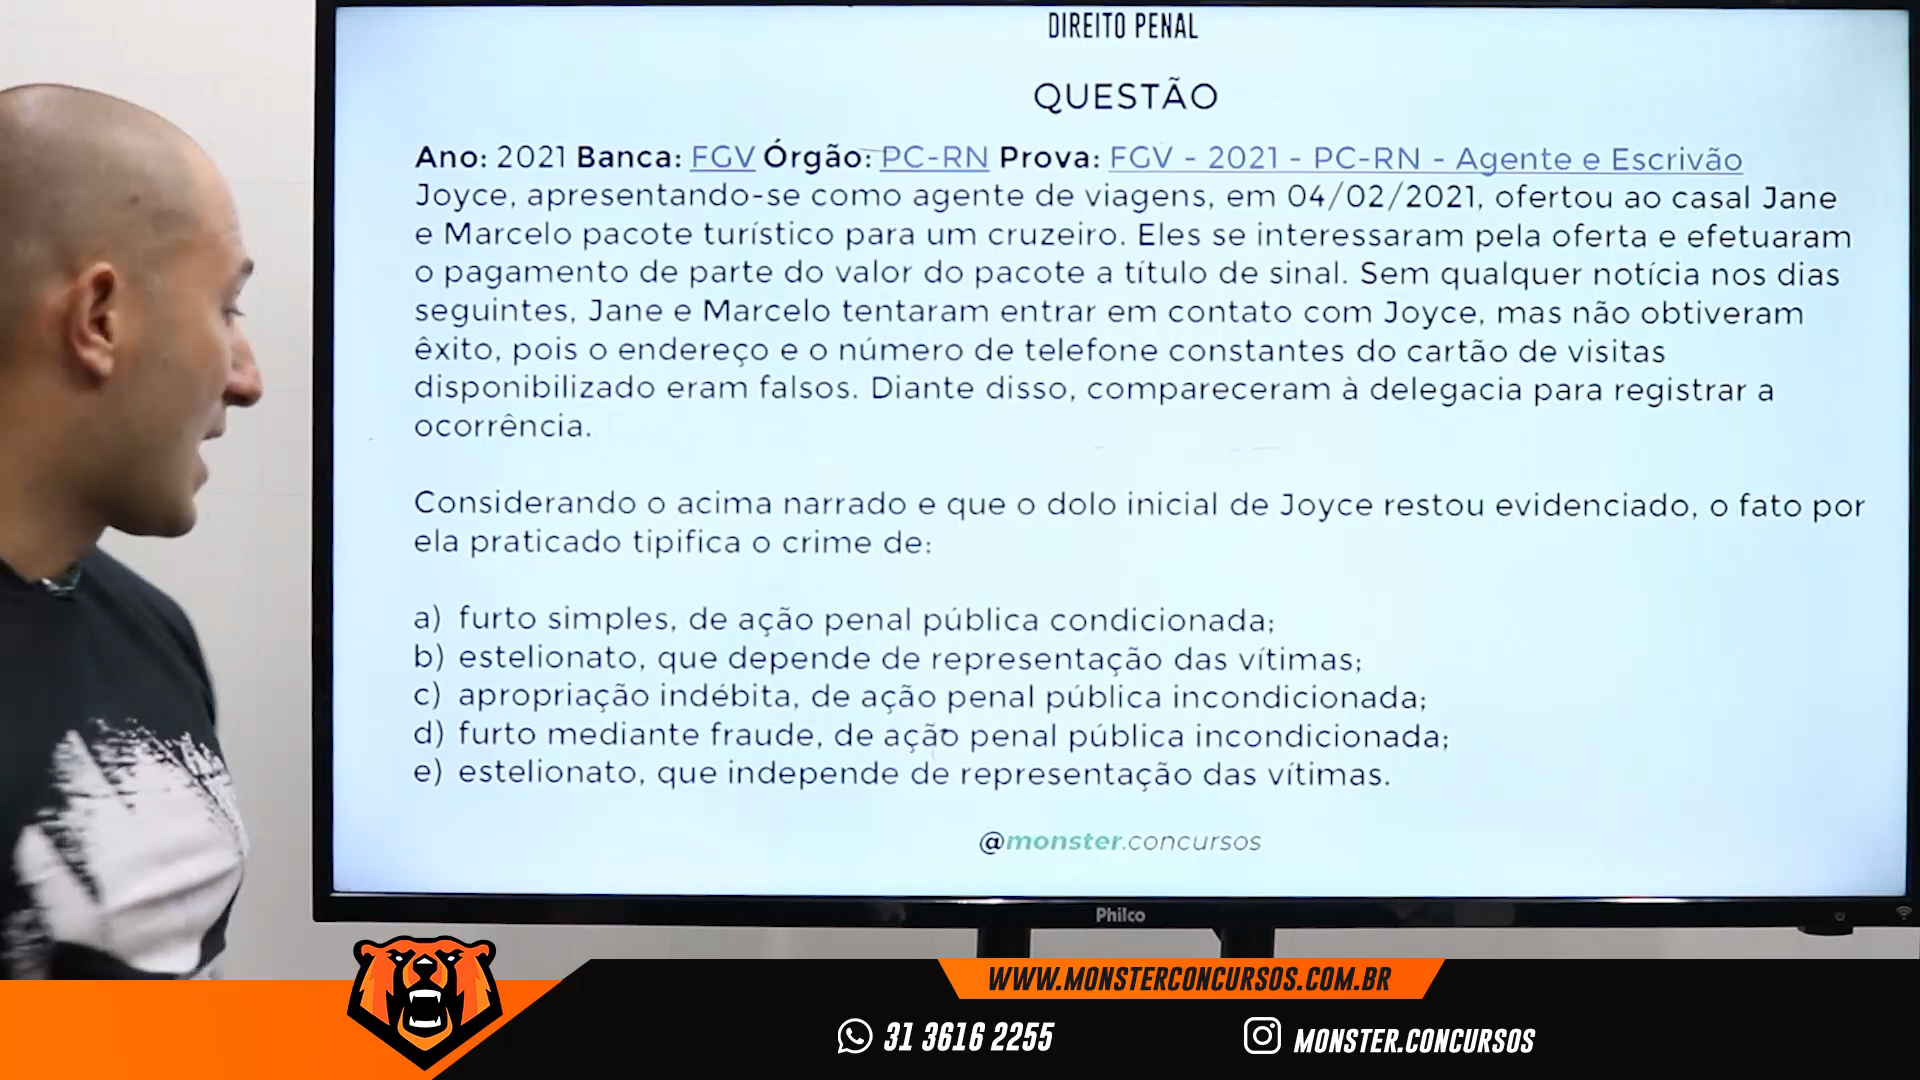 DIREITO PENAL
QUESTÃO
Ano: 2021 Banca: FGV Órgão: PC-RN Prova: FGV - 2021 - PC-RN - Agente e Escrivão
Joyce, apresentando-se como agente de viagens, em 04/02/2021, ofertou ao casal Jane
e Marcelo pacote turístico para um cruzeiro. Eles se interessaram pela oferta e efetuaram
o pagamento de parte do valor do pacote a título de sinal. Sem qualquer notícia nos dias
seguintes, Jane e Marcelo tentaram entrar em contato com Joyce, mas não obtiveram
êxito, pois o endereço e o número de telefone constantes do cartão de visitas
disponibilizado eram falsos. Diante disso, compareceram à delegacia para registrar a
ocorrência.
Considerando o acima narrado e que o dolo inicial de Joyce restou evidenciado, o fato por
ela praticado tipifica o crime de:
a) furto simples, de ação penal pública condicionada;
b) estelionato, que depende de representação das vítimas;
c) apropriação indébita, de ação penal pública incondicionada;
d) furto mediante fraude, de ação penal pública incondicionada;
e) estelionato, que independe de representação das vítimas.
@monster.concursos
Philco
WWW.MONSTERCONCURSOS.COM.BR
31 3616 2255
MONSTER.CONCURSOS